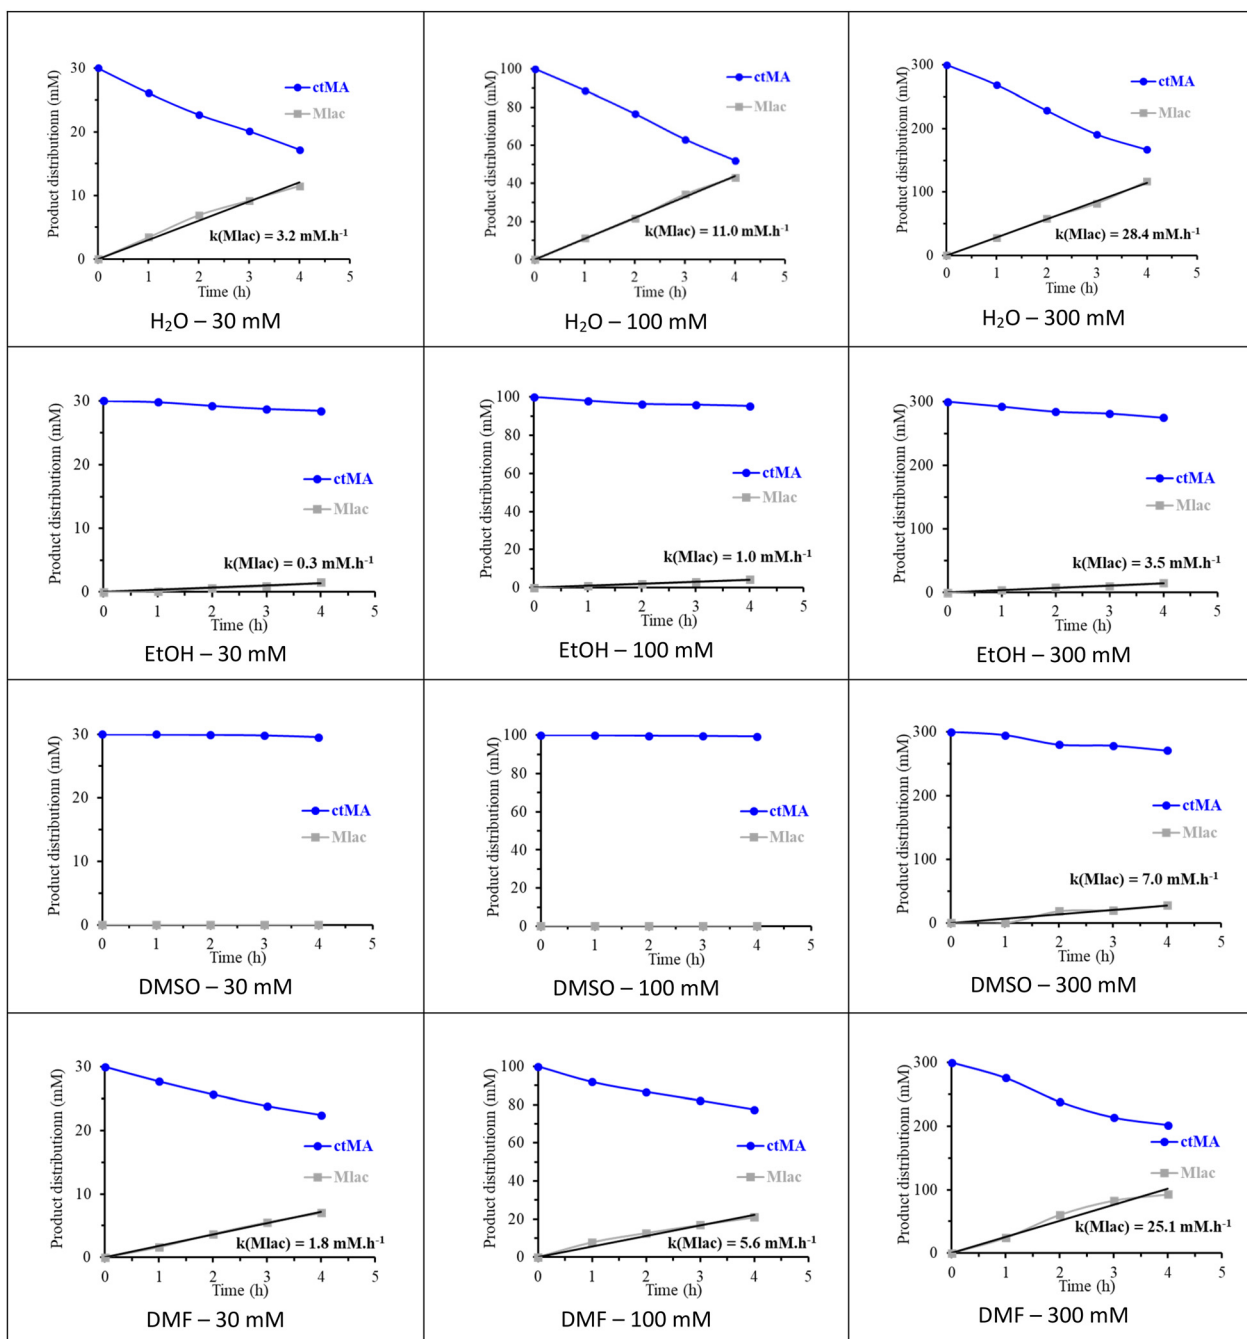 Product distributionn (mM)
30
20
10
0
ctMA
Mlac
k(Mlac) = 3.2 mM.h⁻¹
0 1 2 3 4 5
Time (h)
H₂O – 30 mM
Product distributionn (mM)
100
80
60
40
20
0
ctMA
Mlac
k(Mlac) = 11.0 mM.h⁻¹
0 1 2 3 4 5
Time (h)
H₂O – 100 mM
Product distributionn (mM)
300
200
100
0
ctMA
Mlac
k(Mlac) = 28.4 mM.h⁻¹
0 1 2 3 4 5
Time (h)
H₂O – 300 mM
Product distributionn (mM)
30
20
10
0
ctMA
Mlac
k(Mlac) = 0.3 mM.h⁻¹
0 1 2 3 4 5
Time (h)
EtOH – 30 mM
Product distributionn (mM)
100
80
60
40
20
0
ctMA
Mlac
k(Mlac) = 1.0 mM.h⁻¹
0 1 2 3 4 5
Time (h)
EtOH – 100 mM
Product distributionn (mM)
300
200
100
0
ctMA
Mlac
k(Mlac) = 3.5 mM.h⁻¹
0 1 2 3 4 5
Time (h)
EtOH – 300 mM
Product distributionn (mM)
30
20
10
0
ctMA
Mlac
0 1 2 3 4 5
Time (h)
DMSO – 30 mM
Product distributionn (mM)
100
80
60
40
20
0
ctMA
Mlac
0 1 2 3 4 5
Time (h)
DMSO – 100 mM
Product distributionn (mM)
300
200
100
0
ctMA
Mlac
k(Mlac) = 7.0 mM.h⁻¹
0 1 2 3 4 5
Time (h)
DMSO – 300 mM
Product distributionn (mM)
30
20
10
0
ctMA
Mlac
k(Mlac) = 1.8 mM.h⁻¹
0 1 2 3 4 5
Time (h)
DMF – 30 mM
Product distributionn (mM)
100
80
60
40
20
0
ctMA
Mlac
k(Mlac) = 5.6 mM.h⁻¹
0 1 2 3 4 5
Time (h)
DMF – 100 mM
Product distributionn (mM)
300
200
100
0
ctMA
Mlac
k(Mlac) = 25.1 mM.h⁻¹
0 1 2 3 4 5
Time (h)
DMF – 300 mM